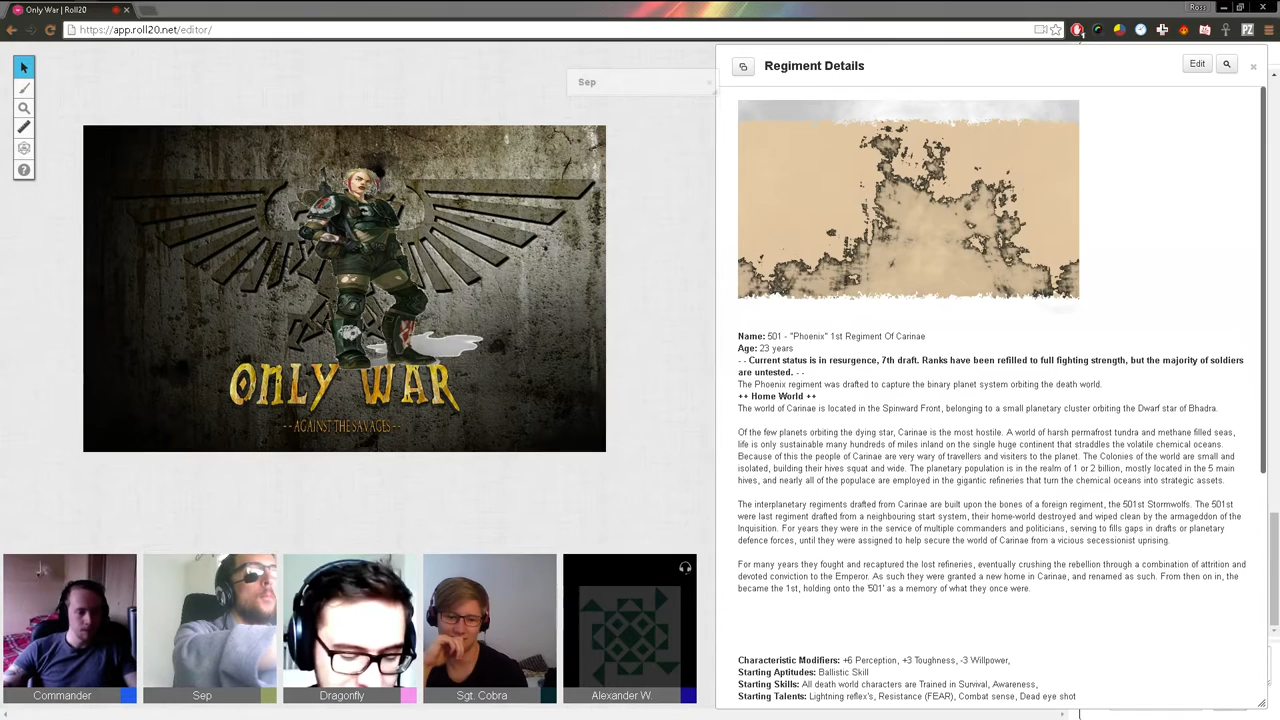 Only War | Roll20
Ross
https://app.roll20.net/editor/
Sep
Regiment Details
Edit
ONLY WAR
-- AGAINST THE SAVAGES --
Name: 501 - "Phoenix" 1st Regiment Of Carinae
Age: 23 years
- - Current status is in resurgence, 7th draft. Ranks have been refilled to full fighting strength, but the majority of soldiers
are untested. - -
The Phoenix regiment was drafted to capture the binary planet system orbiting the death world.
++ Home World ++
The world of Carinae is located in the Spinward Front, belonging to a small planetary cluster orbiting the Dwarf star of Bhadra.
Of the few planets orbiting the dying star, Carinae is the most hostile. A world of harsh permafrost tundra and methane filled seas,
life is only sustainable many hundreds of miles inland on the single huge continent that straddles the volatile chemical oceans.
Because of this the people of Carinae are very wary of travellers and visiters to the planet. The Colonies of the world are small and
isolated, building their hives squat and wide. The planetary population is in the realm of 1 or 2 billion, mostly located in the 5 main
hives, and nearly all of the populace are employed in the gigantic refineries that turn the chemical oceans into strategic assets.
The interplanetary regiments drafted from Carinae are built upon the bones of a foreign regiment, the 501st Stormwolfs. The 501st
were last regiment drafted from a neighbouring start system, their home-world destroyed and wiped clean by the armageddon of the
Inquisition. For years they were in the service of multiple commanders and politicians, serving to fills gaps in drafts or planetary
defence forces, until they were assigned to help secure the world of Carinae from a vicious secessionist uprising.
For many years they fought and recaptured the lost refineries, eventually crushing the rebellion through a combination of attrition and
devoted conviction to the Emperor. As such they were granted a new home in Carinae, and renamed as such. From then on in, the
became the 1st, holding onto the '501' as a memory of what they once were.
Characteristic Modifiers: +6 Perception, +3 Toughness, -3 Willpower,
Starting Aptitudes: Ballistic Skill
Starting Skills: All death world characters are Trained in Survival, Awareness,
Starting Talents: Lightning reflex's, Resistance (FEAR), Combat sense, Dead eye shot
Commander
Sep
Dragonfly
Sgt. Cobra
Alexander W.